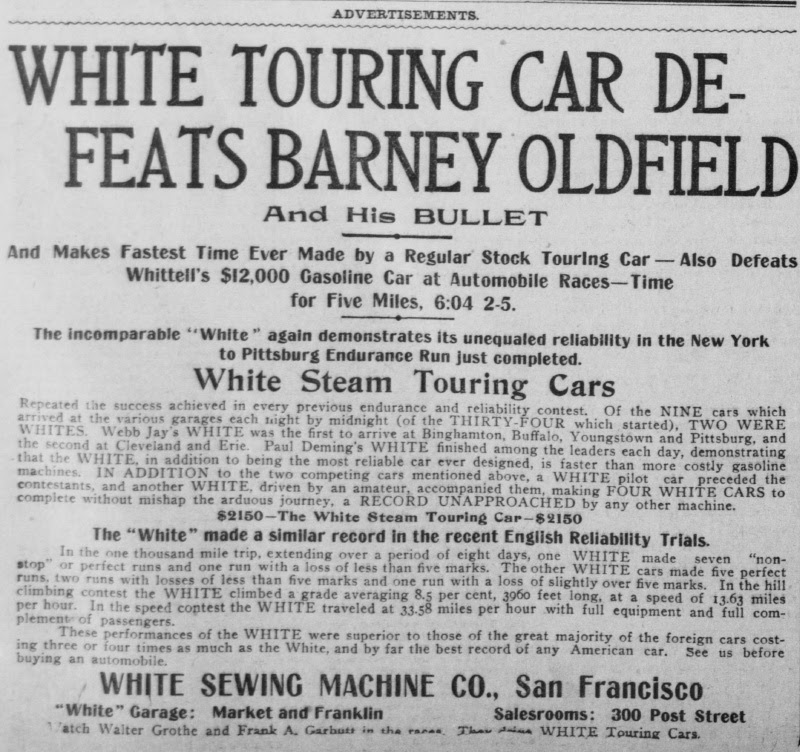 ADVERTISEMENTS.
WHITE TOURING CAR DE-
FEATS BARNEY OLDFIELD
And His BULLET
And Makes Fastest Time Ever Made by a Regular Stock Touring Car — Also Defeats
Whittell's $12,000 Gasoline Car at Automobile Races—Time
for Five Miles, 6:04 2-5.
The incomparable "White" again demonstrates its unequaled reliability in the New York
to Pittsburg Endurance Run just completed.
White Steam Touring Cars
Repeated the success achieved in every previous endurance and reliability contest. Of the NINE cars which
arrived at the various garages each night by midnight (of the THIRTY-FOUR which started), TWO WERE
WHITES. Webb Jay's WHITE was the first to arrive at Binghamton, Buffalo, Youngstown and Pittsburg, and
the second at Cleveland and Erie. Paul Deming's WHITE finished among the leaders each day, demonstrating
that the WHITE, in addition to being the most reliable car ever designed, is faster than more costly gasoline
machines. IN ADDITION to the two competing cars mentioned above, a WHITE pilot car preceded the
contestants, and another WHITE, driven by an amateur, accompanied them, making FOUR WHITE CARS to
complete without mishap the arduous journey, a RECORD UNAPPROACHED by any other machine.
$2150—The White Steam Touring Car—$2150
The "White" made a similar record in the recent English Reliability Trials.
In the one thousand mile trip, extending over a period of eight days, one WHITE made seven "non-
stop" or perfect runs and one run with a loss of less than five marks. The other WHITE cars made five perfect
runs, two runs with losses of less than five marks and one run with a loss of slightly over five marks. In the hill
climbing contest the WHITE climbed a grade averaging 8.5 per cent, 3960 feet long, at a speed of 13.63 miles
per hour. In the speed contest the WHITE traveled at 33.58 miles per hour with full equipment and full com-
plement of passengers.
These performances of the WHITE were superior to those of the great majority of the foreign cars cost-
ing three or four times as much as the White, and by far the best record of any American car. See us before
buying an automobile.
WHITE SEWING MACHINE CO., San Francisco
"White" Garage: Market and Franklin Salesrooms: 300 Post Street
Watch Walter Grothe and Frank A. Garbutt in the races. They drive WHITE Touring Cars.